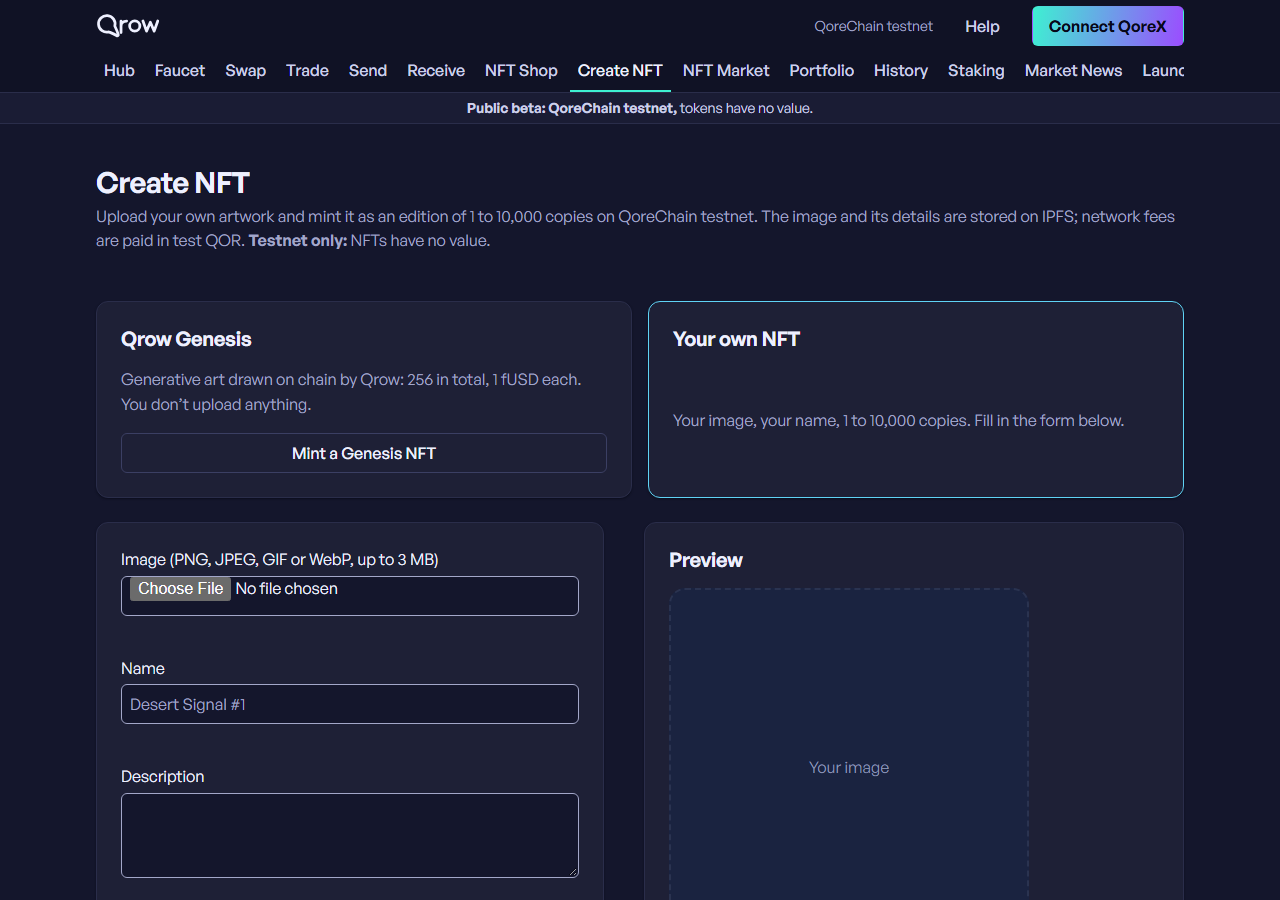 Qrow
QoreChain testnet
Help
Connect QoreX
Hub
Faucet
Swap
Trade
Send
Receive
NFT Shop
Create NFT
NFT Market
Portfolio
History
Staking
Market News
Public beta: QoreChain testnet, tokens have no value.
Create NFT
Upload your own artwork and mint it as an edition of 1 to 10,000 copies on QoreChain testnet. The image and its details are stored on IPFS; network fees
are paid in test QOR. Testnet only: NFTs have no value.
Qrow Genesis
Generative art drawn on chain by Qrow: 256 in total, 1 fUSD each.
You don’t upload anything.
Mint a Genesis NFT
Your own NFT
Your image, your name, 1 to 10,000 copies. Fill in the form below.
Image (PNG, JPEG, GIF or WebP, up to 3 MB)
Choose File No file chosen
Name
Desert Signal #1
Description
Preview
Your image